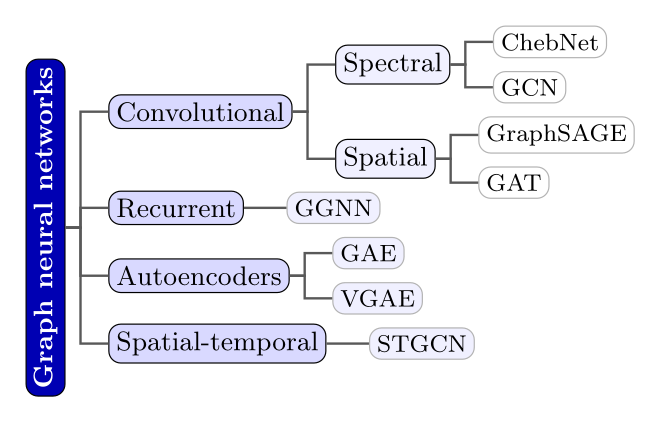 Graph neural networks
Convolutional
Spectral
ChebNet
GCN
Spatial
GraphSAGE
GAT
Recurrent
GGNN
Autoencoders
GAE
VGAE
Spatial-temporal
STGCN